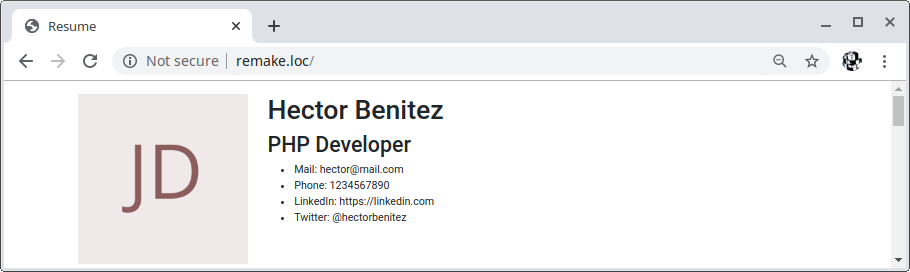 Resume
Not secure | remake.loc/
JD
Hector Benitez
PHP Developer
• Mail: hector@mail.com
• Phone: 1234567890
• LinkedIn: https://linkedin.com
• Twitter: @hectorbenitez